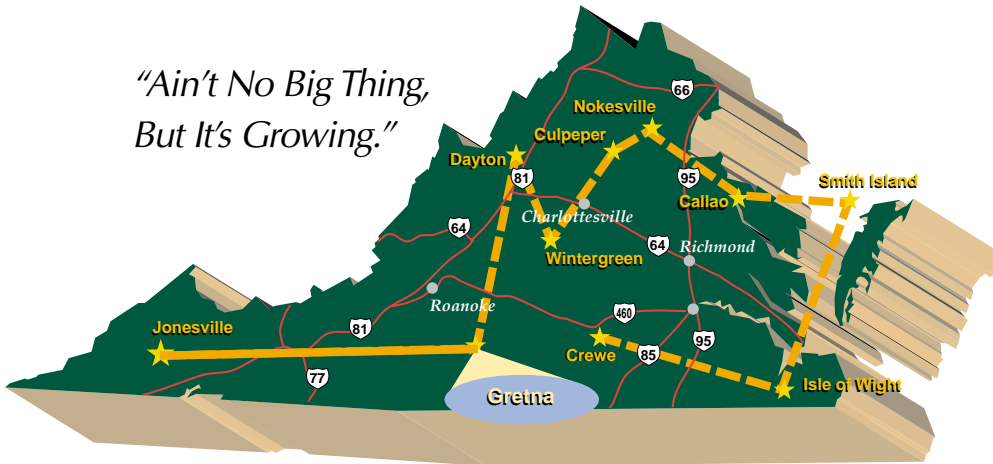 “Ain’t No Big Thing,
But It’s Growing.”
66
Nokesville
Culpeper
Dayton
81
95
Smith Island
Callao
Charlottesville
64
64
Richmond
Wintergreen
Roanoke
460
Jonesville
81
Crewe
85
95
77
Isle of Wight
Gretna